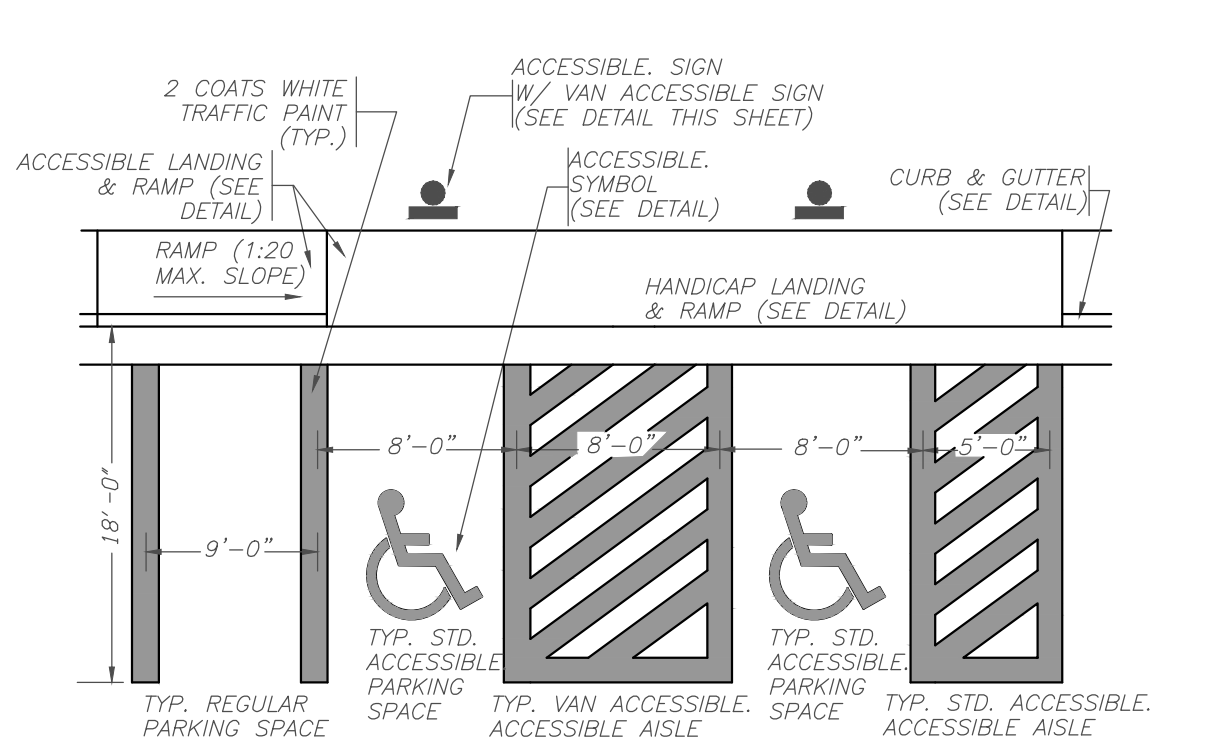 ACCESSIBLE. SIGN
W/ VAN ACCESSIBLE SIGN
(SEE DETAIL THIS SHEET)
2 COATS WHITE
TRAFFIC PAINT
(TYP.)
ACCESSIBLE LANDING
& RAMP (SEE
DETAIL)
ACCESSIBLE.
SYMBOL
(SEE DETAIL)
CURB & GUTTER
(SEE DETAIL)
RAMP (1:20
MAX. SLOPE)
HANDICAP LANDING
& RAMP (SEE DETAIL)
8'-0"
8'-0"
8'-0"
5'-0"
18'-0"
9'-0"
TYP. STD.
ACCESSIBLE.
PARKING
SPACE
TYP. STD.
ACCESSIBLE.
PARKING
SPACE
TYP. REGULAR
PARKING SPACE
TYP. VAN ACCESSIBLE.
ACCESSIBLE AISLE
TYP. STD. ACCESSIBLE.
ACCESSIBLE AISLE